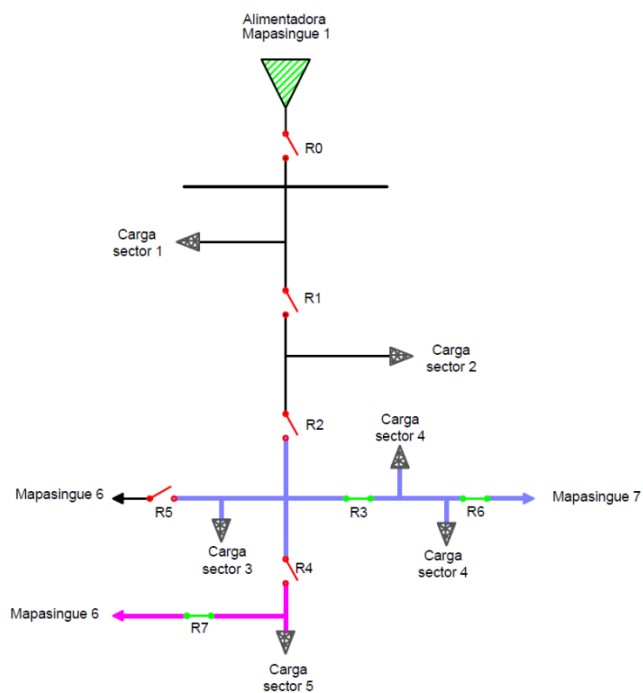 Alimentadora
Mapasingue 1
R0
Carga
sector 1
R1
Carga
sector 2
R2
Carga
sector 4
Mapasingue 6
R5
R3
R6
Mapasingue 7
Carga
sector 3
Carga
sector 4
R4
Mapasingue 6
R7
Carga
sector 5